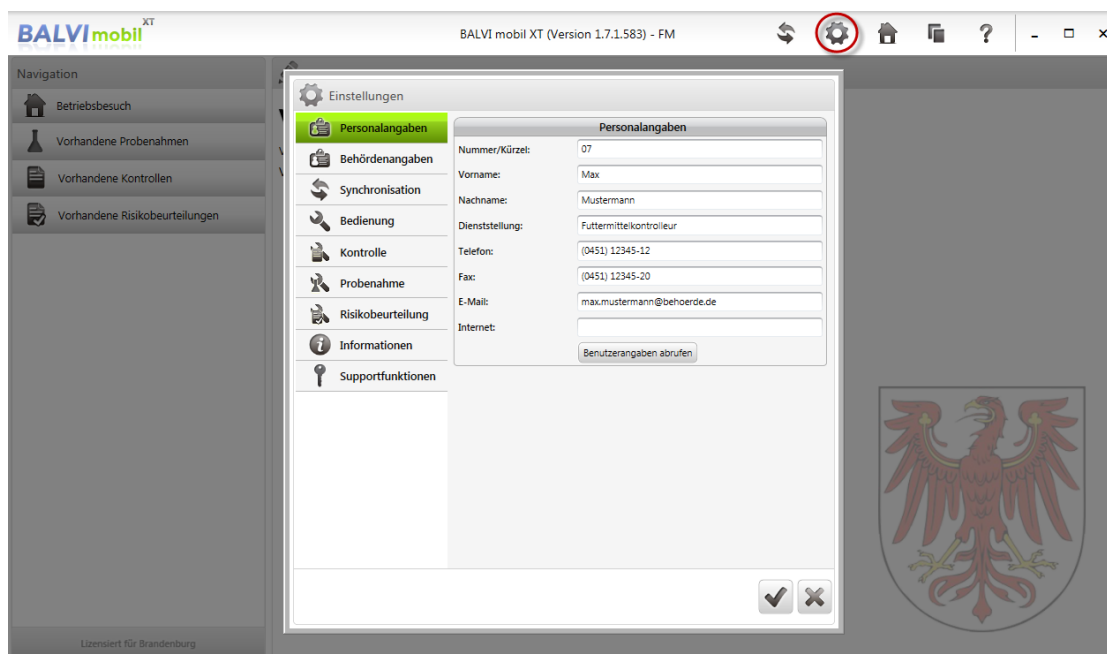 BALVI mobil XT
BALVI mobil XT (Version 1.7.1.583) - FM
?
Navigation
Betriebsbesuch
Vorhandene Probenahmen
Vorhandene Kontrollen
Vorhandene Risikobeurteilungen
Lizensiert für Brandenburg
Einstellungen
Personalangaben
Behördenangaben
Synchronisation
Bedienung
Kontrolle
Probenahme
Risikobeurteilung
Informationen
Supportfunktionen
Personalangaben
Nummer/Kürzel: 07
Vorname: Max
Nachname: Mustermann
Dienststellung: Futtermittelkontrolleur
Telefon: (0451) 12345-12
Fax: (0451) 12345-20
E-Mail: max.mustermann@behoerde.de
Internet:
Benutzerangaben abrufen